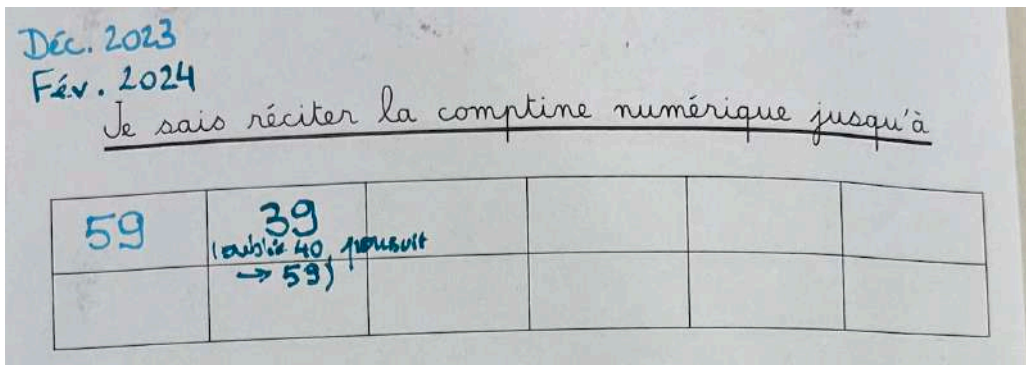 Déc. 2023
Fév. 2024
Je sais réciter la comptine numérique jusqu'à
59 39
(oublie 40, poursuit
→ 59)